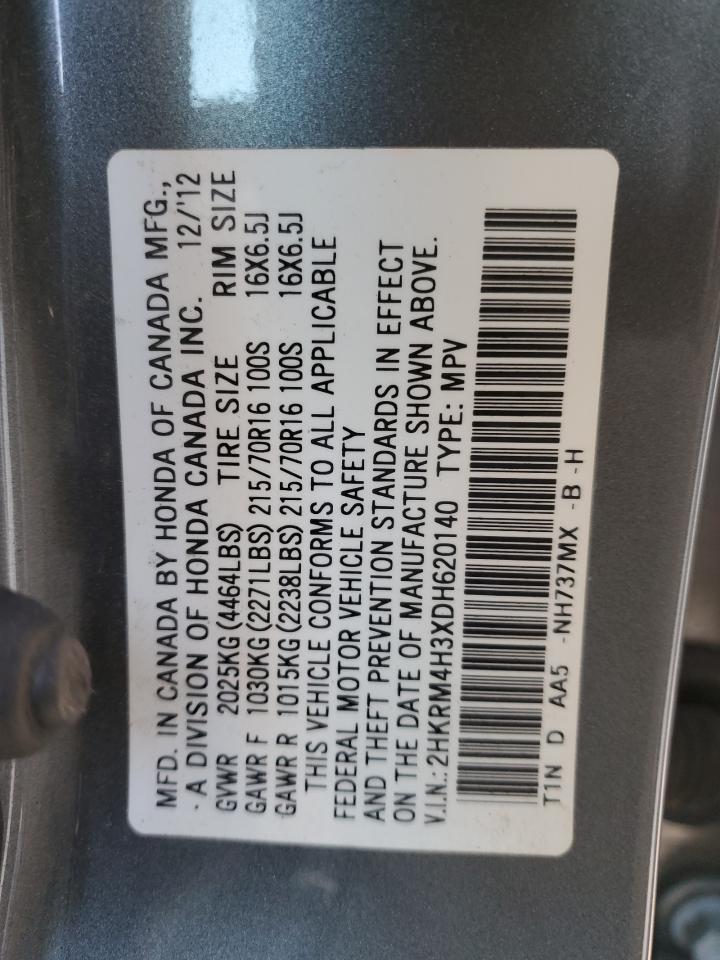 MFD. IN CANADA BY HONDA OF CANADA MFG.,
- A DIVISION OF HONDA CANADA INC. 12/'12
GVWR 2025KG (4464LBS) TIRE SIZE RIM SIZE
GAWR F 1030KG (2271LBS) 215/70R16 100S 16X6.5J
GAWR R 1015KG (2238LBS) 215/70R16 100S 16X6.5J
THIS VEHICLE CONFORMS TO ALL APPLICABLE
FEDERAL MOTOR VEHICLE SAFETY
AND THEFT PREVENTION STANDARDS IN EFFECT
ON THE DATE OF MANUFACTURE SHOWN ABOVE.
V.I.N.: 2HKRM4H3XDH620140 TYPE: MPV
T1N D AA5 -NH737MX -B -H